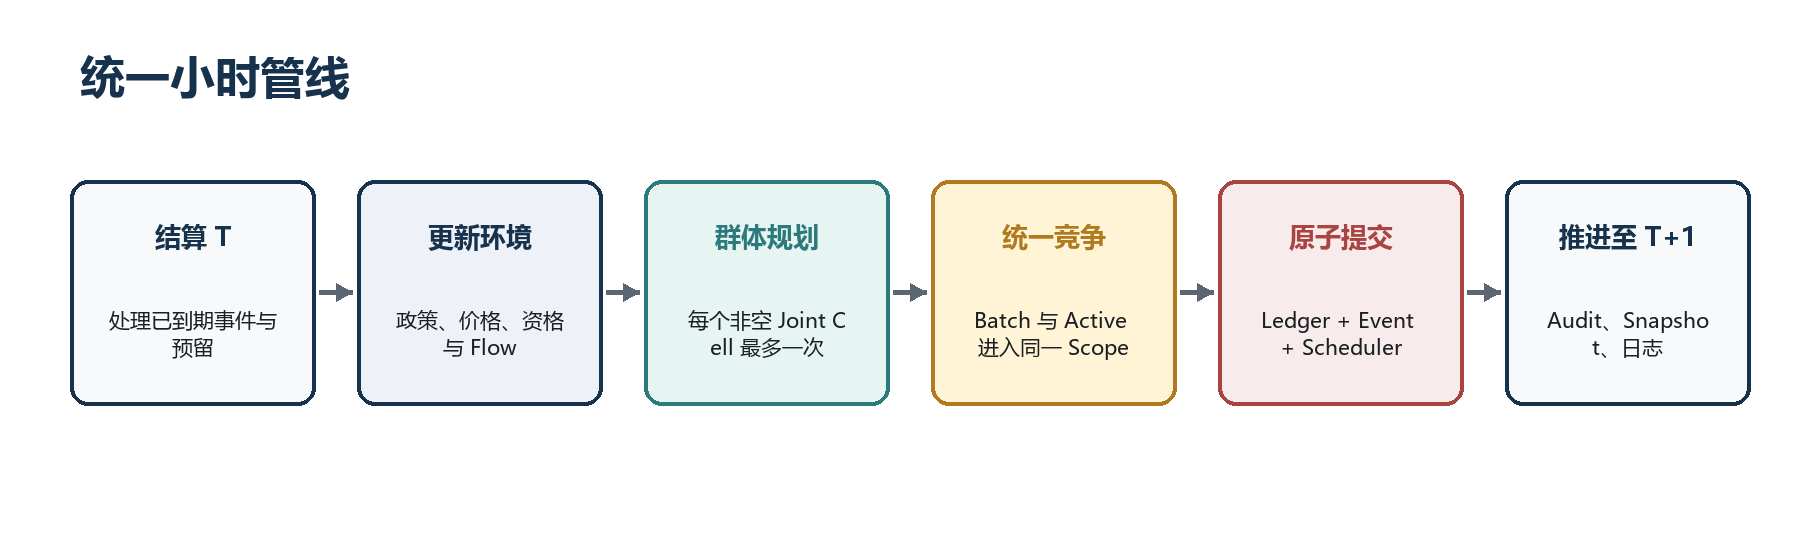 统一小时管线
结算 T
处理已到期事件与
预留
更新环境
政策、价格、资格
与 Flow
群体规划
每个非空 Joint C
ell 最多一次
统一竞争
Batch 与 Active
进入同一 Scope
原子提交
Ledger + Event
+ Scheduler
推进至 T+1
Audit、Snapsho
t、日志